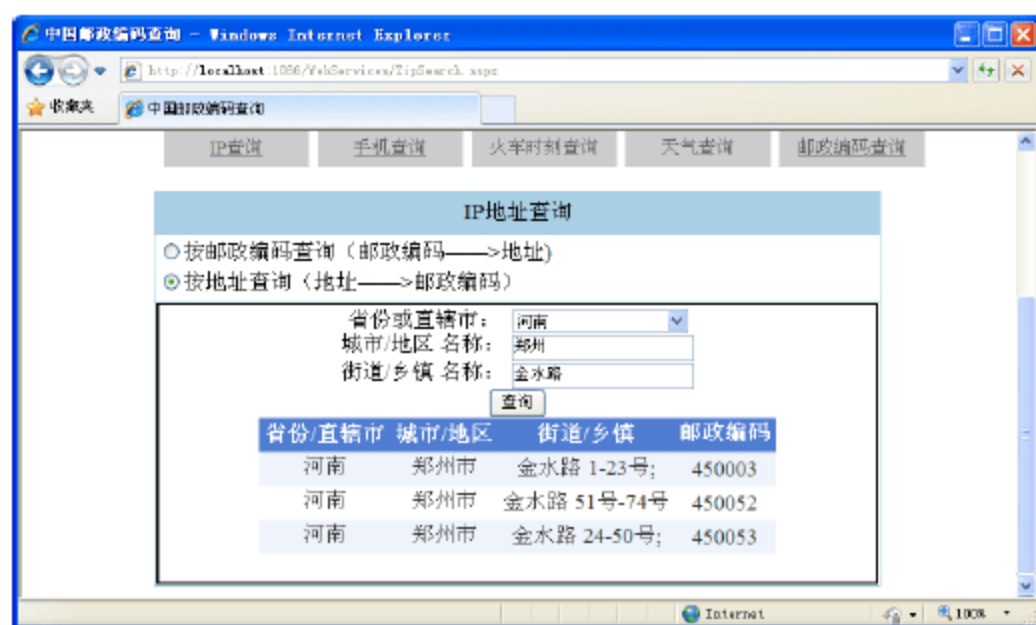 中国邮政编码查询 - Windows Internet Explorer
http://localhost:1086/WebServices/ZipSearch.aspx
收藏夹 中国邮政编码查询
IP查询 手机查询 火车时刻查询 天气查询 邮政编码查询
IP地址查询
按邮政编码查询（邮政编码——>地址)
按地址查询（地址——>邮政编码）
省份或直辖市： 河南
城市/地区 名称： 郑州
街道/乡镇 名称： 金水路
查询
省份/直辖市 城市/地区 街道/乡镇 邮政编码
河南 郑州市 金水路 1-23号; 450003
河南 郑州市 金水路 51号-74号 450052
河南 郑州市 金水路 24-50号; 450053
Internet 100%